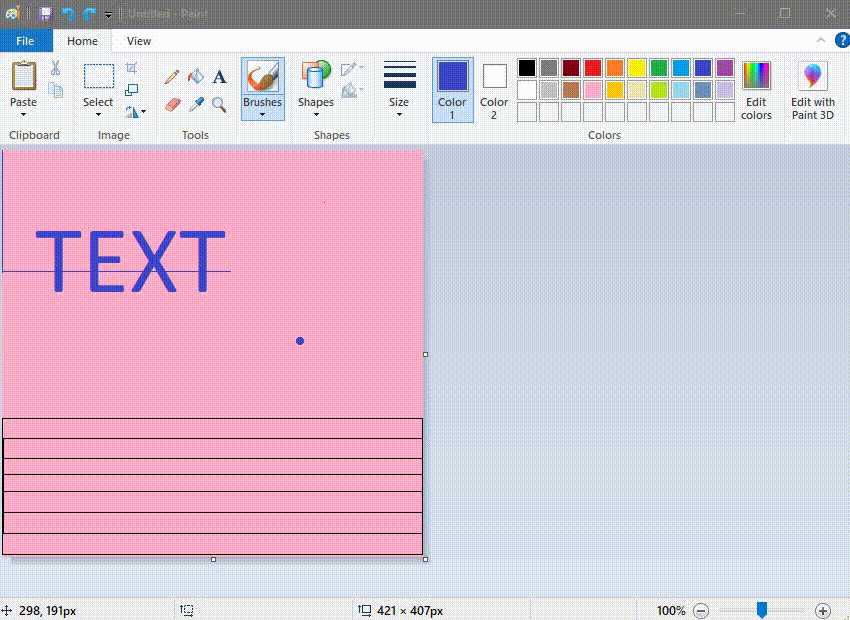 Untitled - Paint
File Home View
Paste Select Brushes Shapes Size Color 1 Color 2 Edit colors Edit with Paint 3D
Clipboard Image Tools Shapes Colors
TEXT
298, 191px 421 × 407px 100%